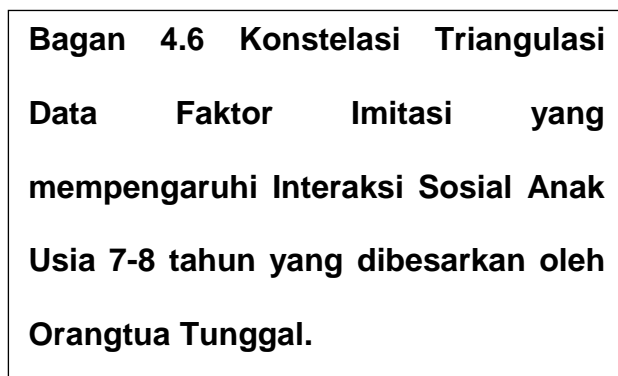 Bagan 4.6 Konstelasi Triangulasi
Data Faktor Imitasi yang
mempengaruhi Interaksi Sosial Anak
Usia 7-8 tahun yang dibesarkan oleh
Orangtua Tunggal.